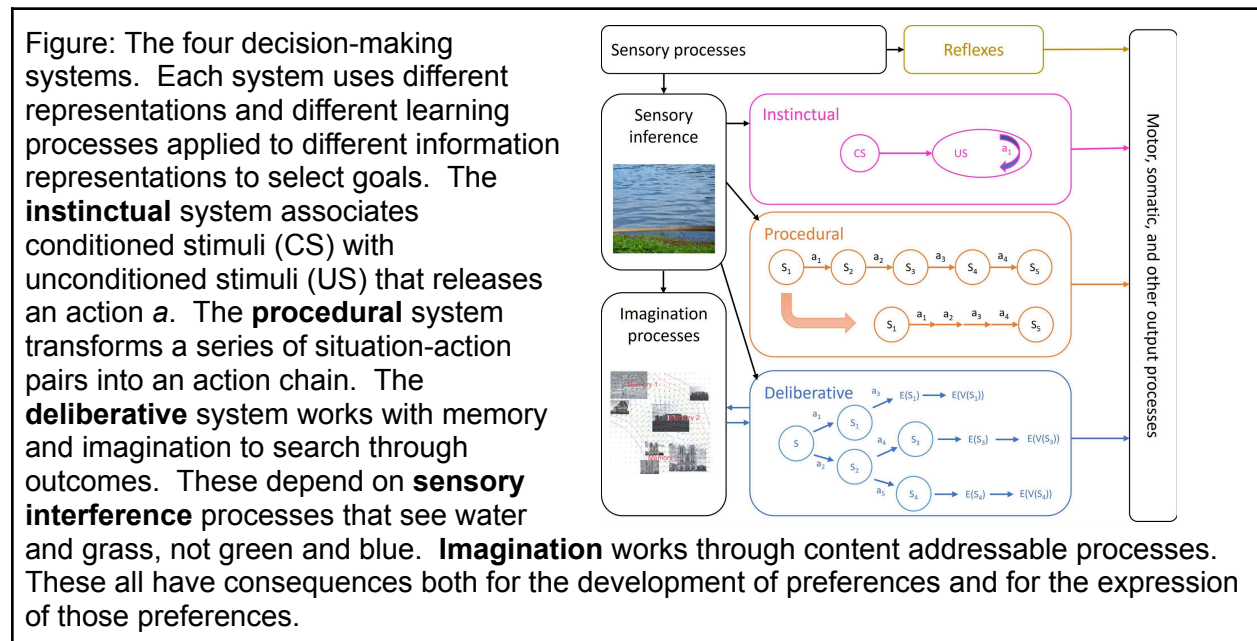 Figure: The four decision-making
systems. Each system uses different
representations and different learning
processes applied to different information
representations to select goals. The
instinctual system associates
conditioned stimuli (CS) with
unconditioned stimuli (US) that releases
an action a. The procedural system
transforms a series of situation-action
pairs into an action chain. The
deliberative system works with memory
and imagination to search through
outcomes. These depend on sensory
interference processes that see water
and grass, not green and blue. Imagination works through content addressable processes.
These all have consequences both for the development of preferences and for the expression
of those preferences.
Sensory processes
Reflexes
Sensory
inference
Instinctual
CS
US
a₁
Procedural
S₁ a₁ S₂ a₂ S₃ a₃ S₄ a₄ S₅
S₁ a₁ a₂ a₃ a₄ S₅
Imagination
processes
Memory 1
Memory 2
Deliberative
S
a₁
S₁
a₃
E(S₁)
E(V(S₁))
a₂
S₂
a₄
S₃
E(S₃)
E(V(S₃))
a₅
S₄
E(S₄)
E(V(S₄))
Motor, somatic, and other output processes